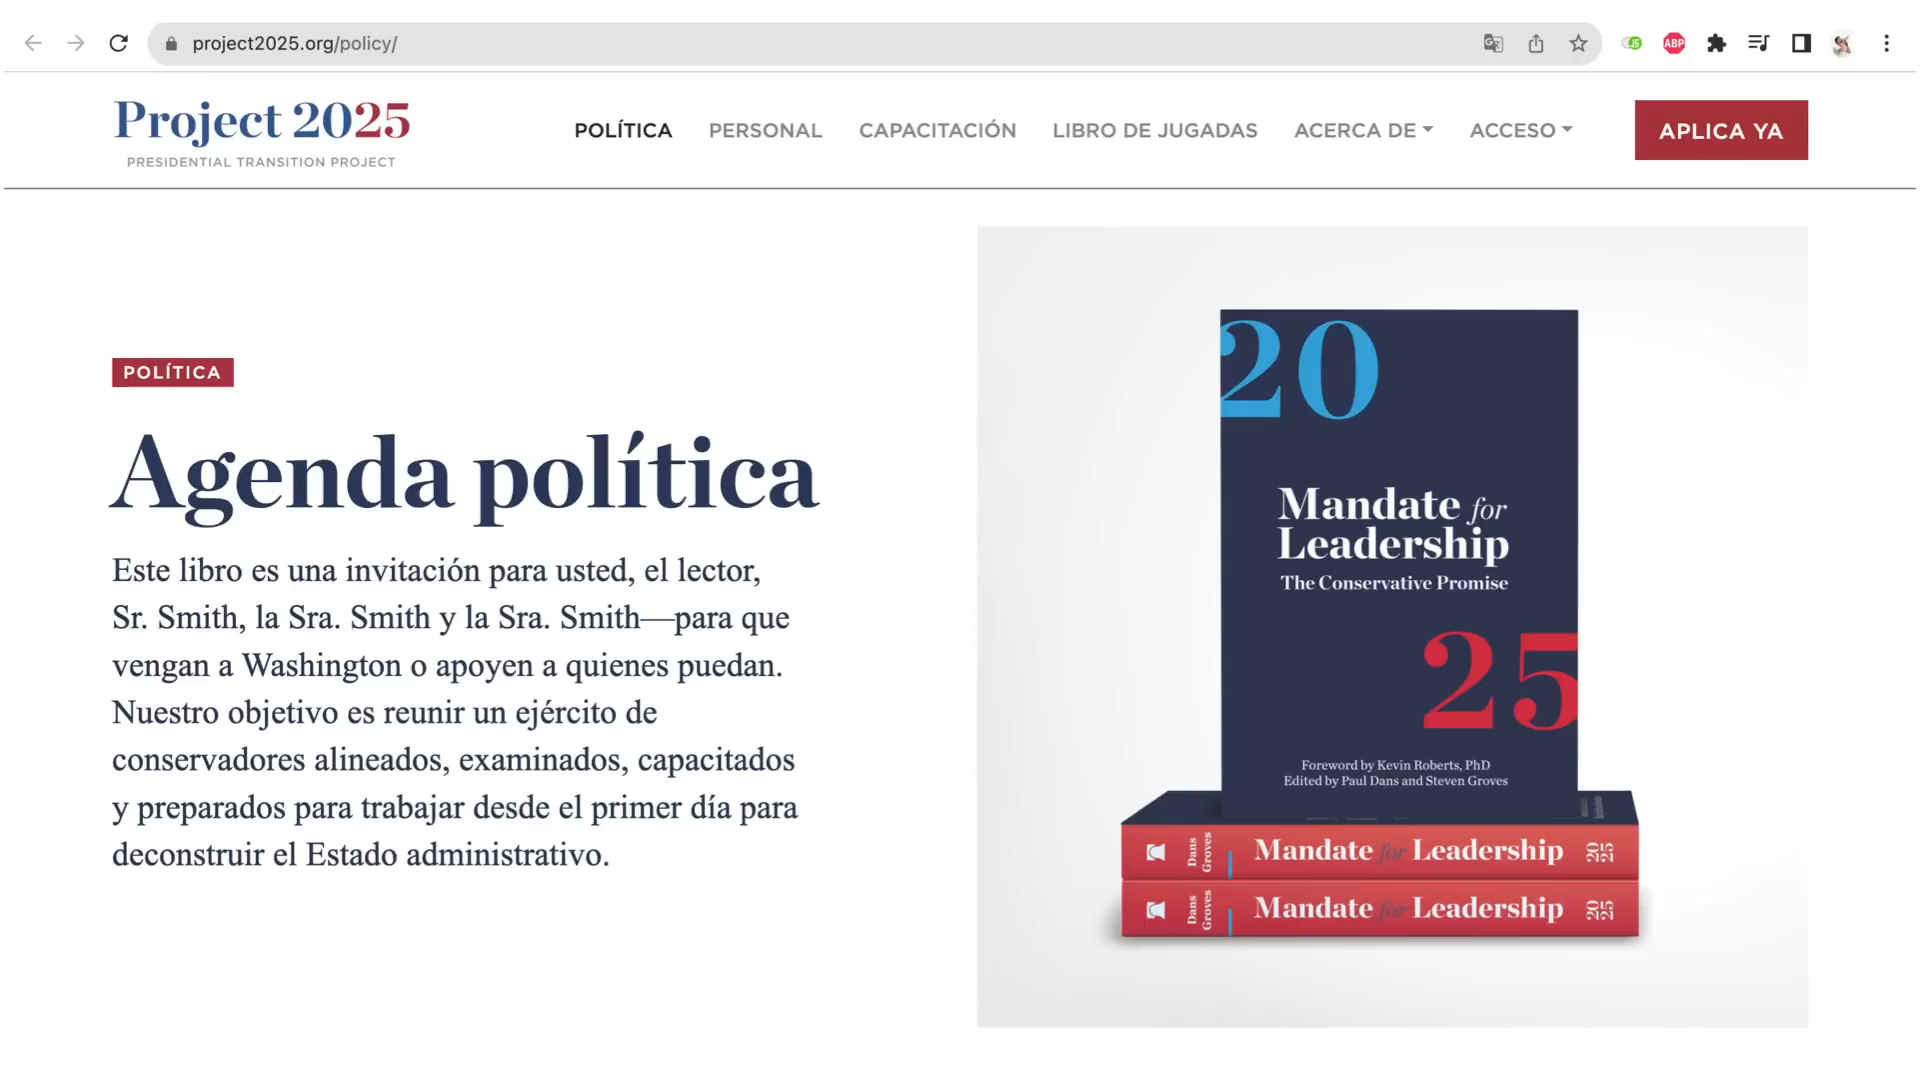 project2025.org/policy/
ABP
Project 2025
PRESIDENTIAL TRANSITION PROJECT
POLÍTICA
PERSONAL
CAPACITACIÓN
LIBRO DE JUGADAS
ACERCA DE
ACCESO
APLICA YA
POLÍTICA
Agenda política
Este libro es una invitación para usted, el lector,
Sr. Smith, la Sra. Smith y la Sra. Smith—para que
vengan a Washington o apoyen a quienes puedan.
Nuestro objetivo es reunir un ejército de
conservadores alineados, examinados, capacitados
y preparados para trabajar desde el primer día para
deconstruir el Estado administrativo.
20
Mandate for
Leadership
The Conservative Promise
25
Foreword by Kevin Roberts, PhD
Edited by Paul Dans and Steven Groves
Dans
Groves
Mandate for Leadership
20
25
Dans
Groves
Mandate for Leadership
20
25